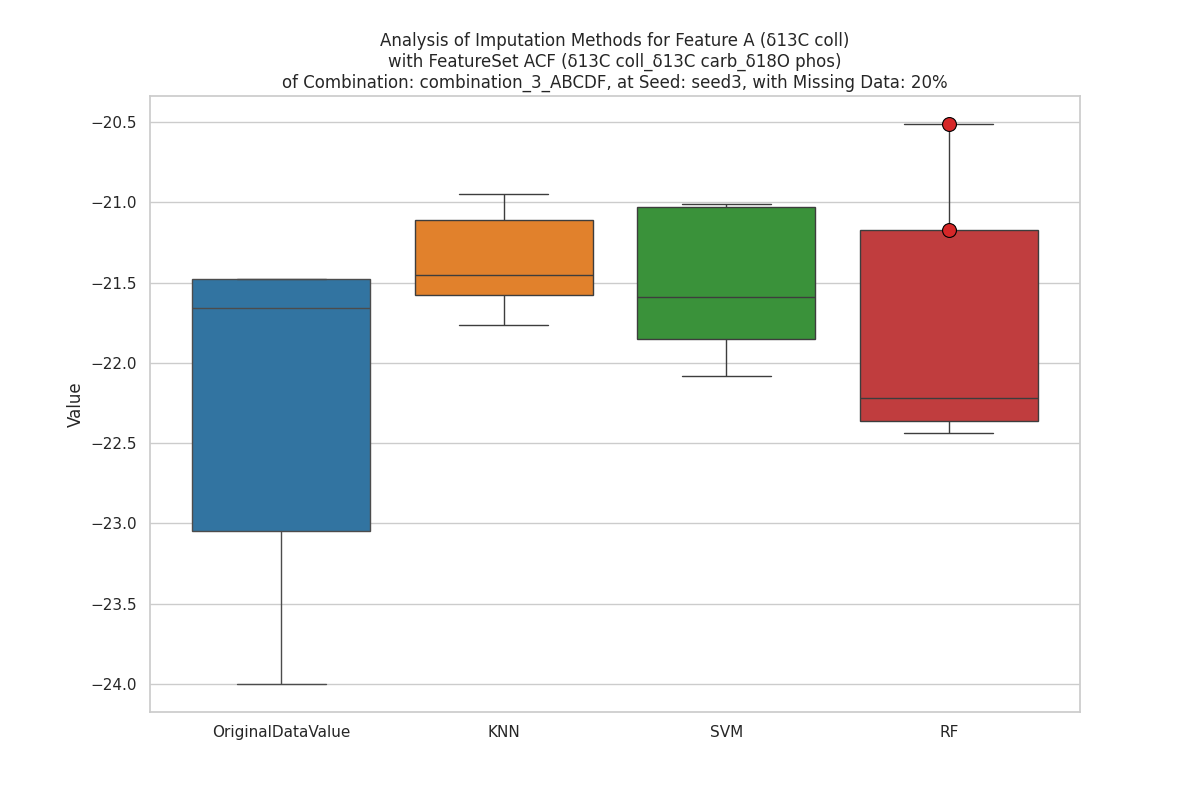 Analysis of Imputation Methods for Feature A (δ13C coll)
with FeatureSet ACF (δ13C coll_δ13C carb_δ18O phos)
of Combination: combination_3_ABCDF, at Seed: seed3, with Missing Data: 20%
−20.5
−21.0
−21.5
−22.0
−22.5
−23.0
−23.5
−24.0
Value
OriginalDataValue
KNN
SVM
RF